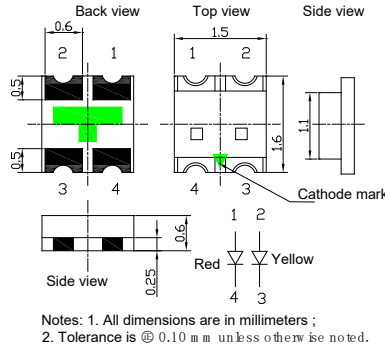 Back view Top view Side view
0.6 1.5
2 1 1 2
0.5
1.1
1.6
0.5
3 4 4 3
Cathode mark
0.6
0.25
Side view
1 2
Red Yellow
4 3
Notes: 1. All dimensions are in millimeters ;
2. Tolerance is @ 0.10 m m unless otherwise noted.